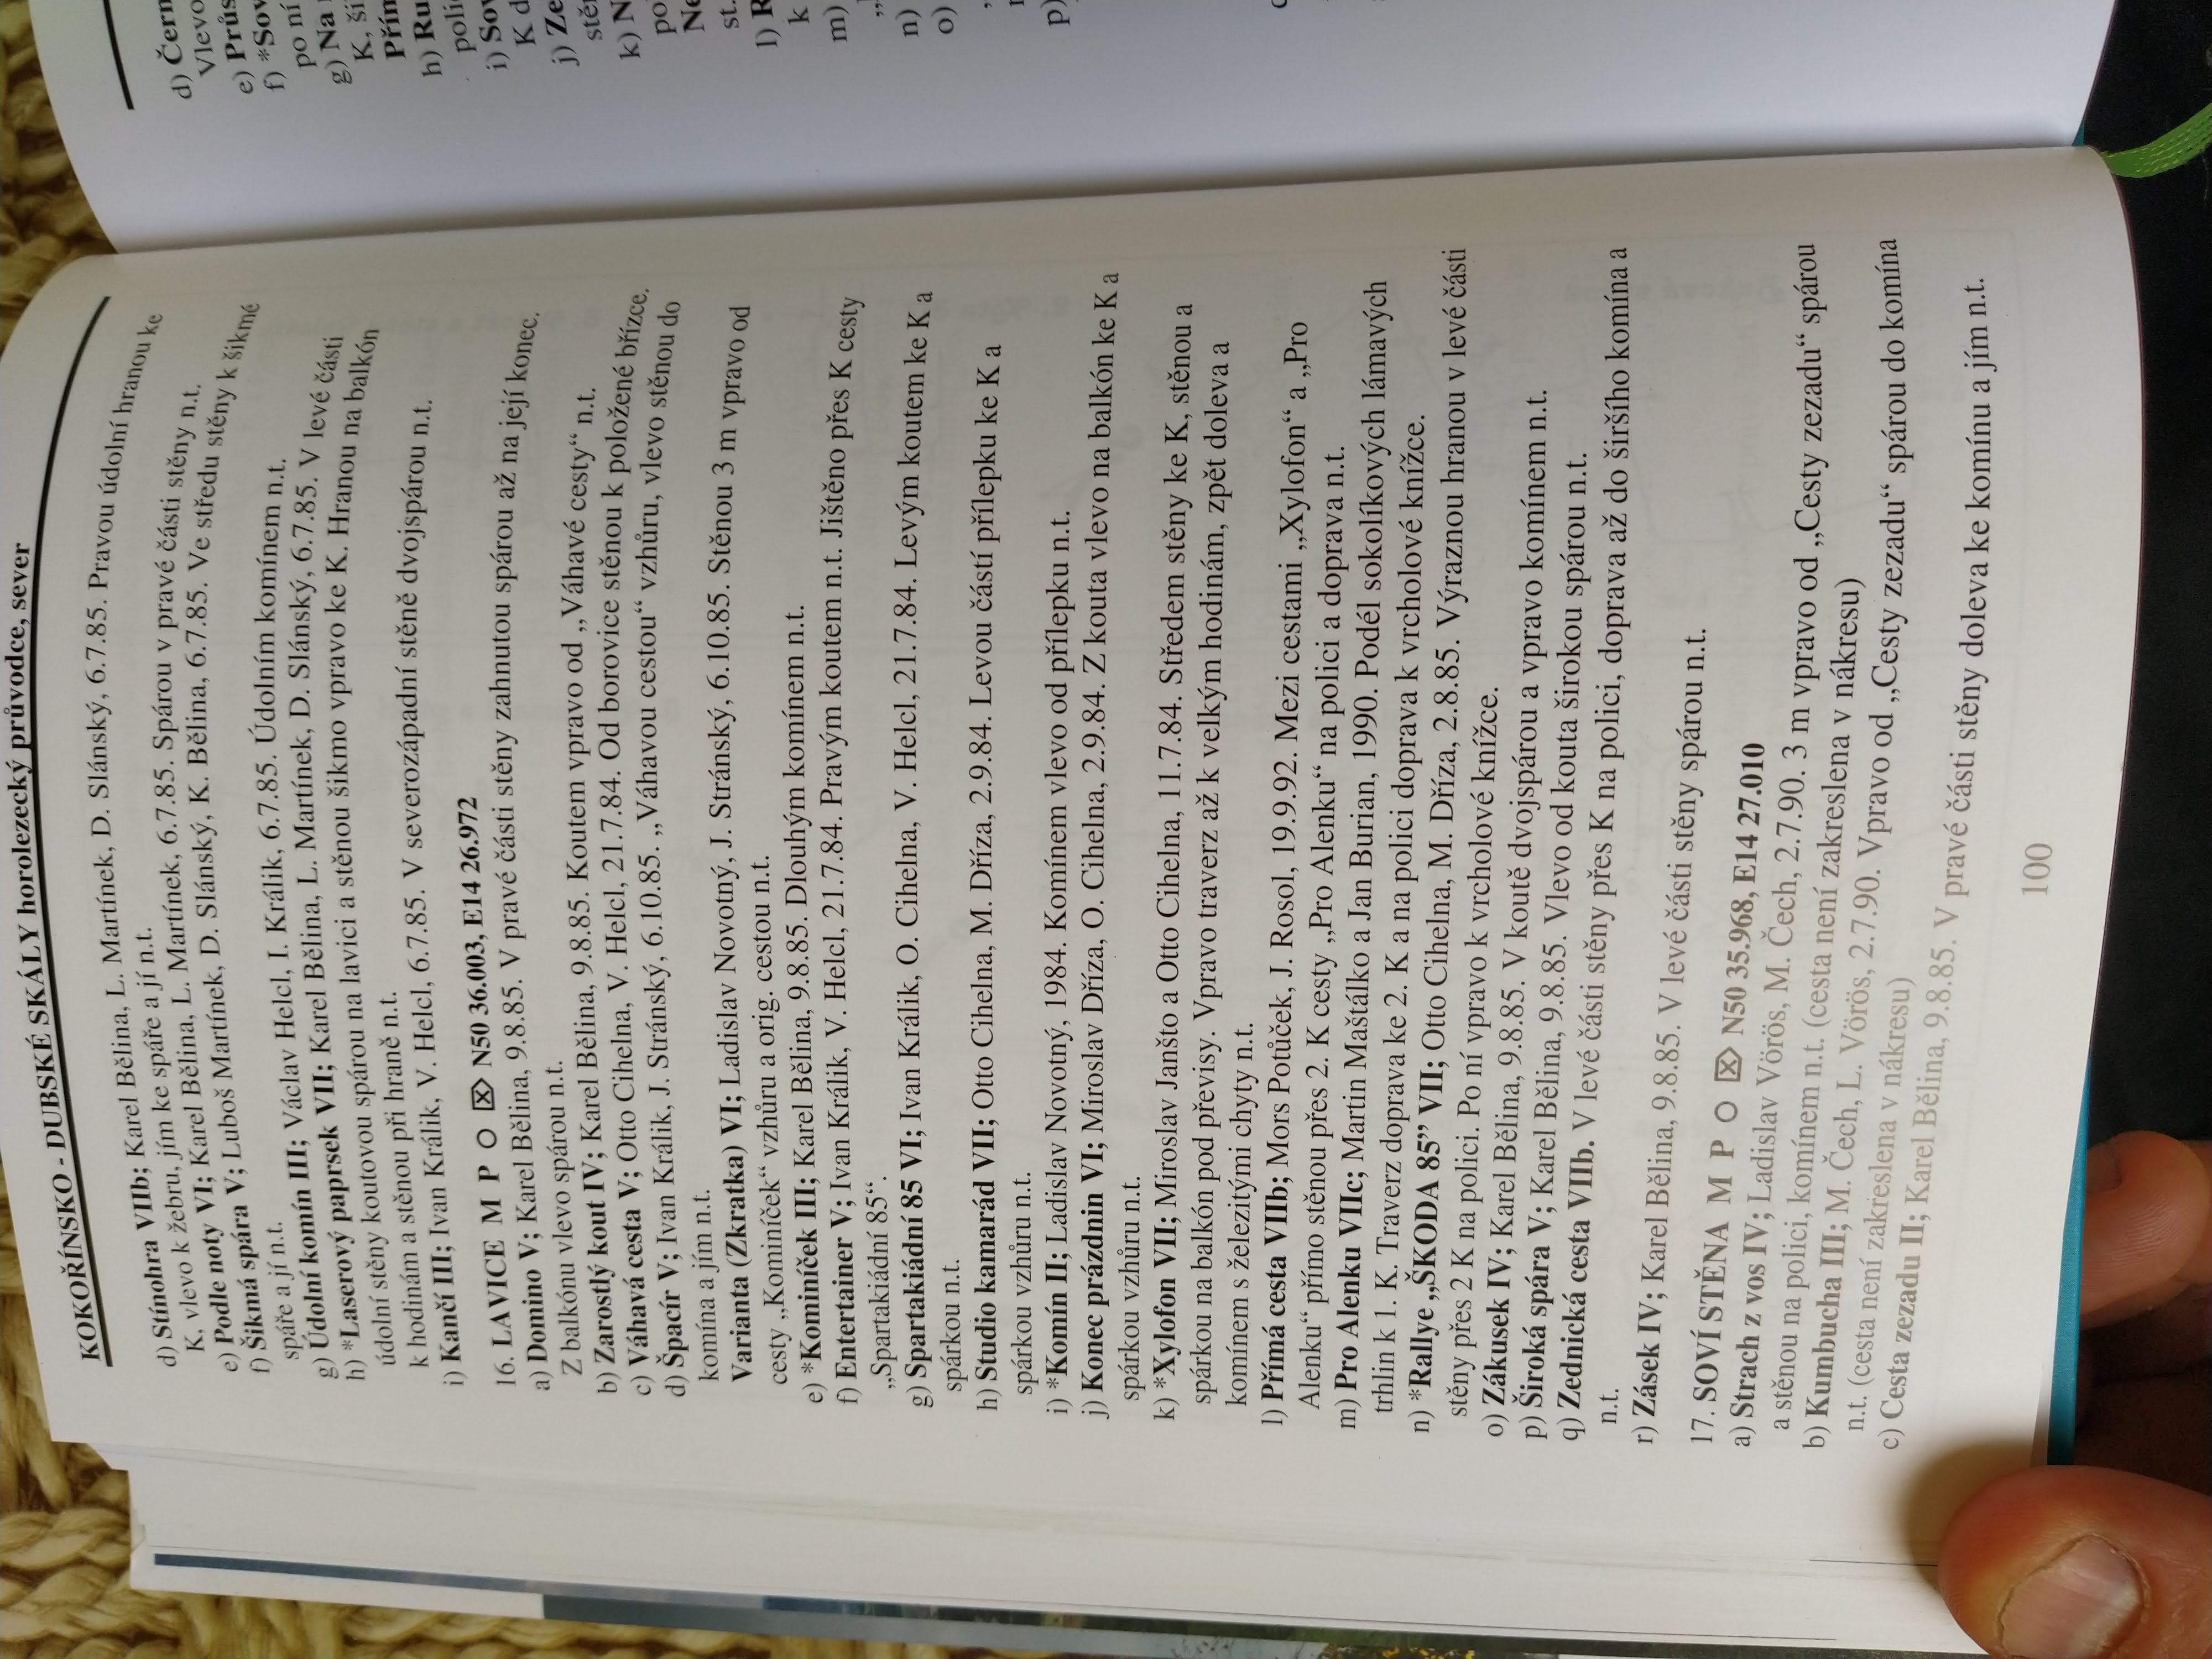 KOKOŘÍNSKO - DUBSKÉ SKÁLY horolezecký průvodce, sever
d) Stínohra VIIb; Karel Bělina, L. Martínek, D. Slánský, 6.7.85. Pravou údolní hranou ke
K, vlevo k žebru, jím ke spáře a jí n.t.
e) Podle noty VI; Karel Bělina, L. Martínek, 6.7.85. Spárou v pravé části stěny n.t.
f) Šikmá spára V; Luboš Martínek, D. Slánský, K. Bělina, 6.7.85. Ve středu stěny k šikmé
spáře a jí n.t.
g) Údolní komín III; Václav Helcl, I. Králik, 6.7.85. Údolním komínem n.t.
h) *Laserový paprsek VII; Karel Bělina, L. Martínek, D. Slánský, 6.7.85. V levé části
údolní stěny koutovou spárou na lavici a stěnou šikmo vpravo ke K. Hranou na balkón
k hodinám a stěnou při hraně n.t.
i) Kančí III; Ivan Králik, V. Helcl, 6.7.85. V severozápadní stěně dvojspárou n.t.
16. LAVICE M P N50 36.003, E14 26.972
a) Domino V; Karel Bělina, 9.8.85. V pravé části stěny zahnutou spárou až na její konec.
Z balkónu vlevo spárou n.t.
b) Zarostlý kout IV; Karel Bělina, 9.8.85. Koutem vpravo od „Váhavé cesty“ n.t.
c) Váhavá cesta V; Otto Cihelna, V. Helcl, 21.7.84. Od borovice stěnou k položené břízce.
d) Špacír V; Ivan Králik, J. Stránský, 6.10.85. „Váhavou cestou“ vzhůru, vlevo stěnou do
komína a jím n.t.
Varianta (Zkratka) VI; Ladislav Novotný, J. Stránský, 6.10.85. Stěnou 3 m vpravo od
cesty „Kominíček“ vzhůru a orig. cestou n.t.
e) *Kominíček III; Karel Bělina, 9.8.85. Dlouhým komínem n.t.
f) Entertainer V; Ivan Králik, V. Helcl, 21.7.84. Pravým koutem n.t. Jištěno přes K cesty
„Spartakiádní 85“.
g) Spartakiádní 85 VI; Ivan Králik, O. Cihelna, V. Helcl, 21.7.84. Levým koutem ke K a
spárkou n.t.
h) Studio kamarád VII; Otto Cihelna, M. Dříza, 2.9.84. Levou částí přílepku ke K a
spárkou vzhůru n.t.
i) *Komín II; Ladislav Novotný, 1984. Komínem vlevo od přílepku n.t.
j) Konec prázdnin VI; Miroslav Dříza, O. Cihelna, 2.9.84. Z kouta vlevo na balkón ke K a
spárkou vzhůru n.t.
k) *Xylofon VII; Miroslav Janšto a Otto Cihelna, 11.7.84. Středem stěny ke K, stěnou a
spárkou na balkón pod převisy. Vpravo traverz až k velkým hodinám, zpět doleva a
komínem s železitými chyty n.t.
l) Přímá cesta VIIb; Mors Potůček, J. Rosol, 19.9.92. Mezi cestami „Xylofon“ a „Pro
Alenku“ přímo stěnou přes 2. K cesty „Pro Alenku“ na polici a doprava n.t.
m) Pro Alenku VIIc; Martin Maštálko a Jan Burian, 1990. Podél sokolíkových lámavých
trhlin k 1. K. Traverz doprava ke 2. K a na polici doprava k vrcholové knížce.
n) *Rallye „ŠKODA 85” VII; Otto Cihelna, M. Dříza, 2.8.85. Výraznou hranou v levé části
stěny přes 2 K na polici. Po ní vpravo k vrcholové knížce.
o) Zákusek IV; Karel Bělina, 9.8.85. V koutě dvojspárou a vpravo komínem n.t.
p) Široká spára V; Karel Bělina, 9.8.85. Vlevo od kouta širokou spárou n.t.
q) Zednická cesta VIIb. V levé části stěny přes K na polici, doprava až do širšího komína a
n.t.
r) Zásek IV; Karel Bělina, 9.8.85. V levé části stěny spárou n.t.
17. SOVÍ STĚNA M P N50 35.968, E14 27.010
a) Strach z vos IV; Ladislav Vörös, M. Čech, 2.7.90. 3 m vpravo od „Cesty zezadu“ spárou
a stěnou na polici, komínem n.t. (cesta není zakreslena v nákresu)
b) Kumbucha III; M. Čech, L. Vörös, 2.7.90. Vpravo od „Cesty zezadu“ spárou do komína
n.t. (cesta není zakreslena v nákresu)
c) Cesta zezadu II; Karel Bělina, 9.8.85. V pravé části stěny doleva ke komínu a jím n.t.
100
d)
Vlevo
e)
f)
po ní
g) Na
K,
h)
i)
K
j)
k)
po
st.
l)
k
m)
n)
o)
p)